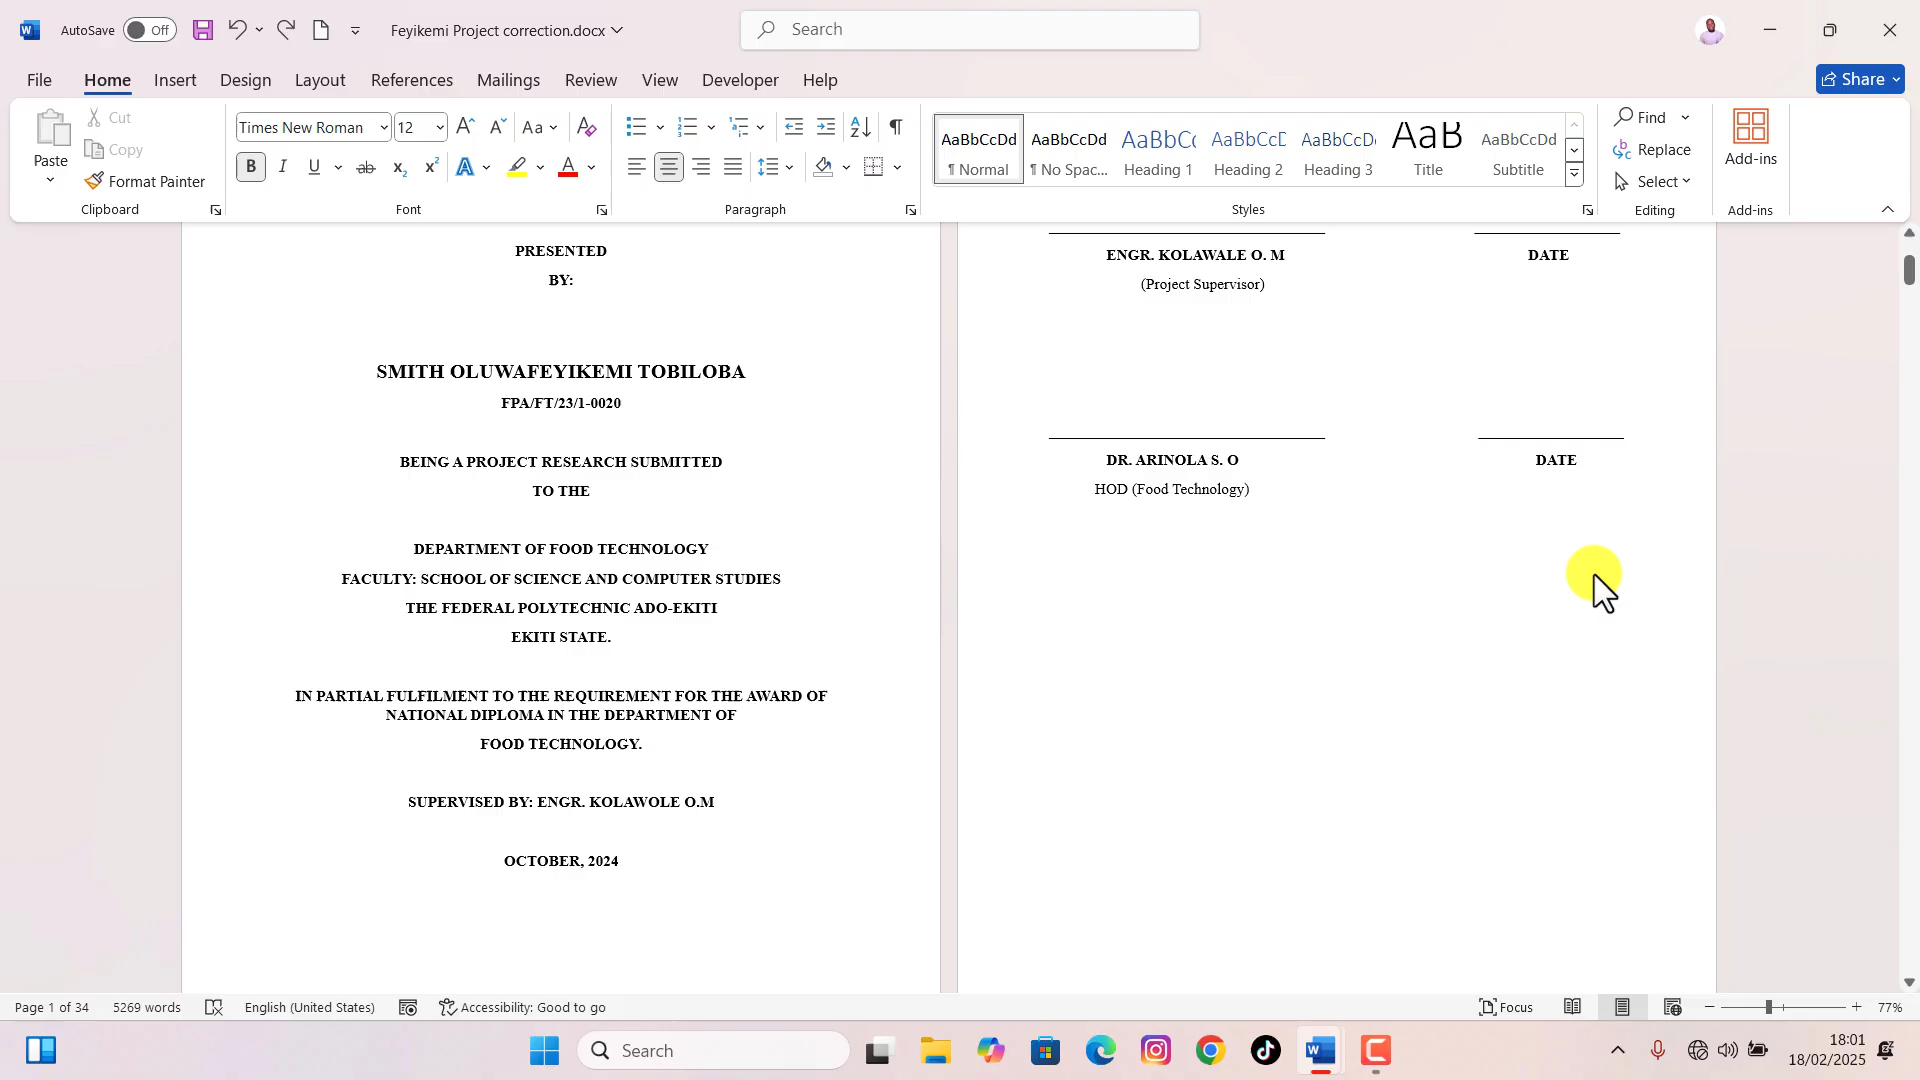 AutoSave Off Feyikemi Project correction.docx Search
File Home Insert Design Layout References Mailings Review View Developer Help Share
Paste Cut Copy Format Painter
Clipboard
Times New Roman 12 Aa
B I U ab x₂ x² A A
Font
Paragraph
AaBbCcDd AaBbCcDd AaBbC AaBbCcD AaBbCcD AaB AaBbCcDd
¶ Normal ¶ No Spac... Heading 1 Heading 2 Heading 3 Title Subtitle
Styles
Find
Replace
Select
Editing
Add-ins
Add-ins
PRESENTED
BY:
SMITH OLUWAFEYIKEMI TOBILOBA
FPA/FT/23/1-0020
BEING A PROJECT RESEARCH SUBMITTED
TO THE
DEPARTMENT OF FOOD TECHNOLOGY
FACULTY: SCHOOL OF SCIENCE AND COMPUTER STUDIES
THE FEDERAL POLYTECHNIC ADO-EKITI
EKITI STATE.
IN PARTIAL FULFILMENT TO THE REQUIREMENT FOR THE AWARD OF
NATIONAL DIPLOMA IN THE DEPARTMENT OF
FOOD TECHNOLOGY.
SUPERVISED BY: ENGR. KOLAWOLE O.M
OCTOBER, 2024
ENGR. KOLAWALE O. M DATE
(Project Supervisor)
DR. ARINOLA S. O DATE
HOD (Food Technology)
Page 1 of 34 5269 words English (United States) Accessibility: Good to go Focus 77%
Search
18:01
18/02/2025